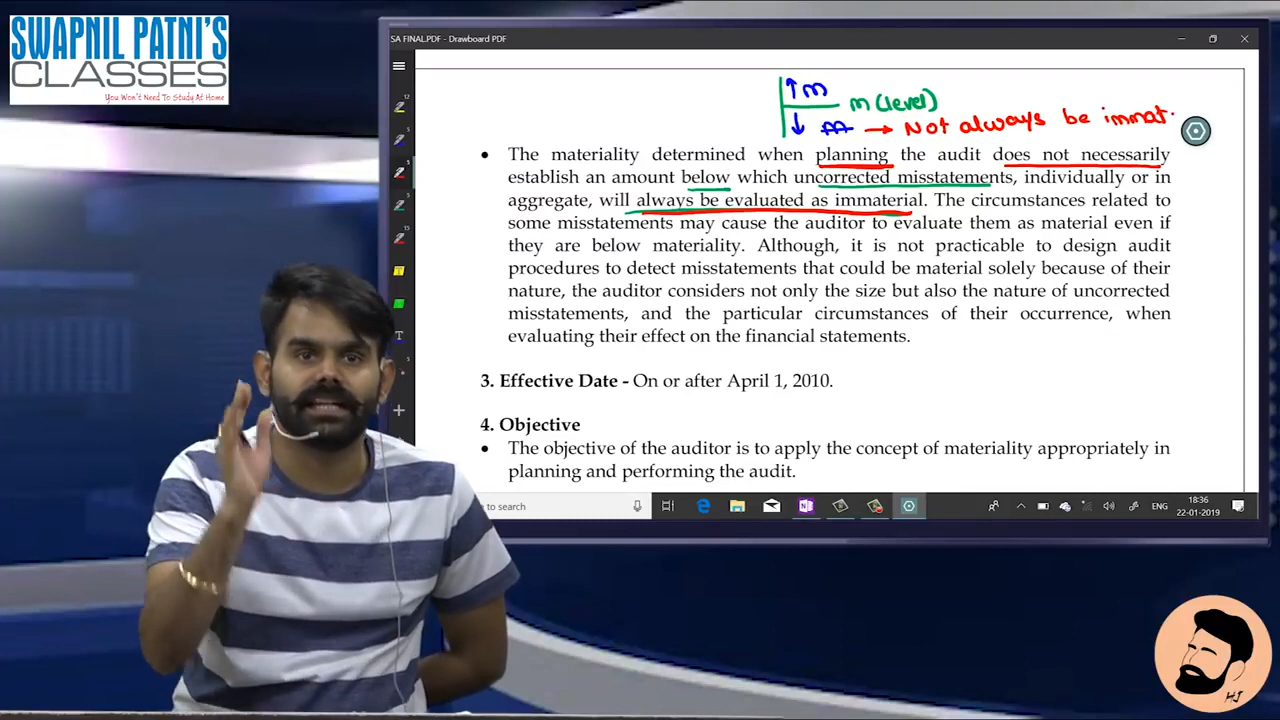 SWAPNIL PATNI'S
CLASSES
You Won't Need To Study At Home
SA FINAL.PDF - Drawboard PDF
↑ m
m (level)
↓ → Not always be immat.
• The materiality determined when planning the audit does not necessarily
establish an amount below which uncorrected misstatements, individually or in
aggregate, will always be evaluated as immaterial. The circumstances related to
some misstatements may cause the auditor to evaluate them as material even if
they are below materiality. Although, it is not practicable to design audit
procedures to detect misstatements that could be material solely because of their
nature, the auditor considers not only the size but also the nature of uncorrected
misstatements, and the particular circumstances of their occurrence, when
evaluating their effect on the financial statements.
3. Effective Date - On or after April 1, 2010.
4. Objective
• The objective of the auditor is to apply the concept of materiality appropriately in
planning and performing the audit.
to search
ENG
18:36
22-01-2019
HJ